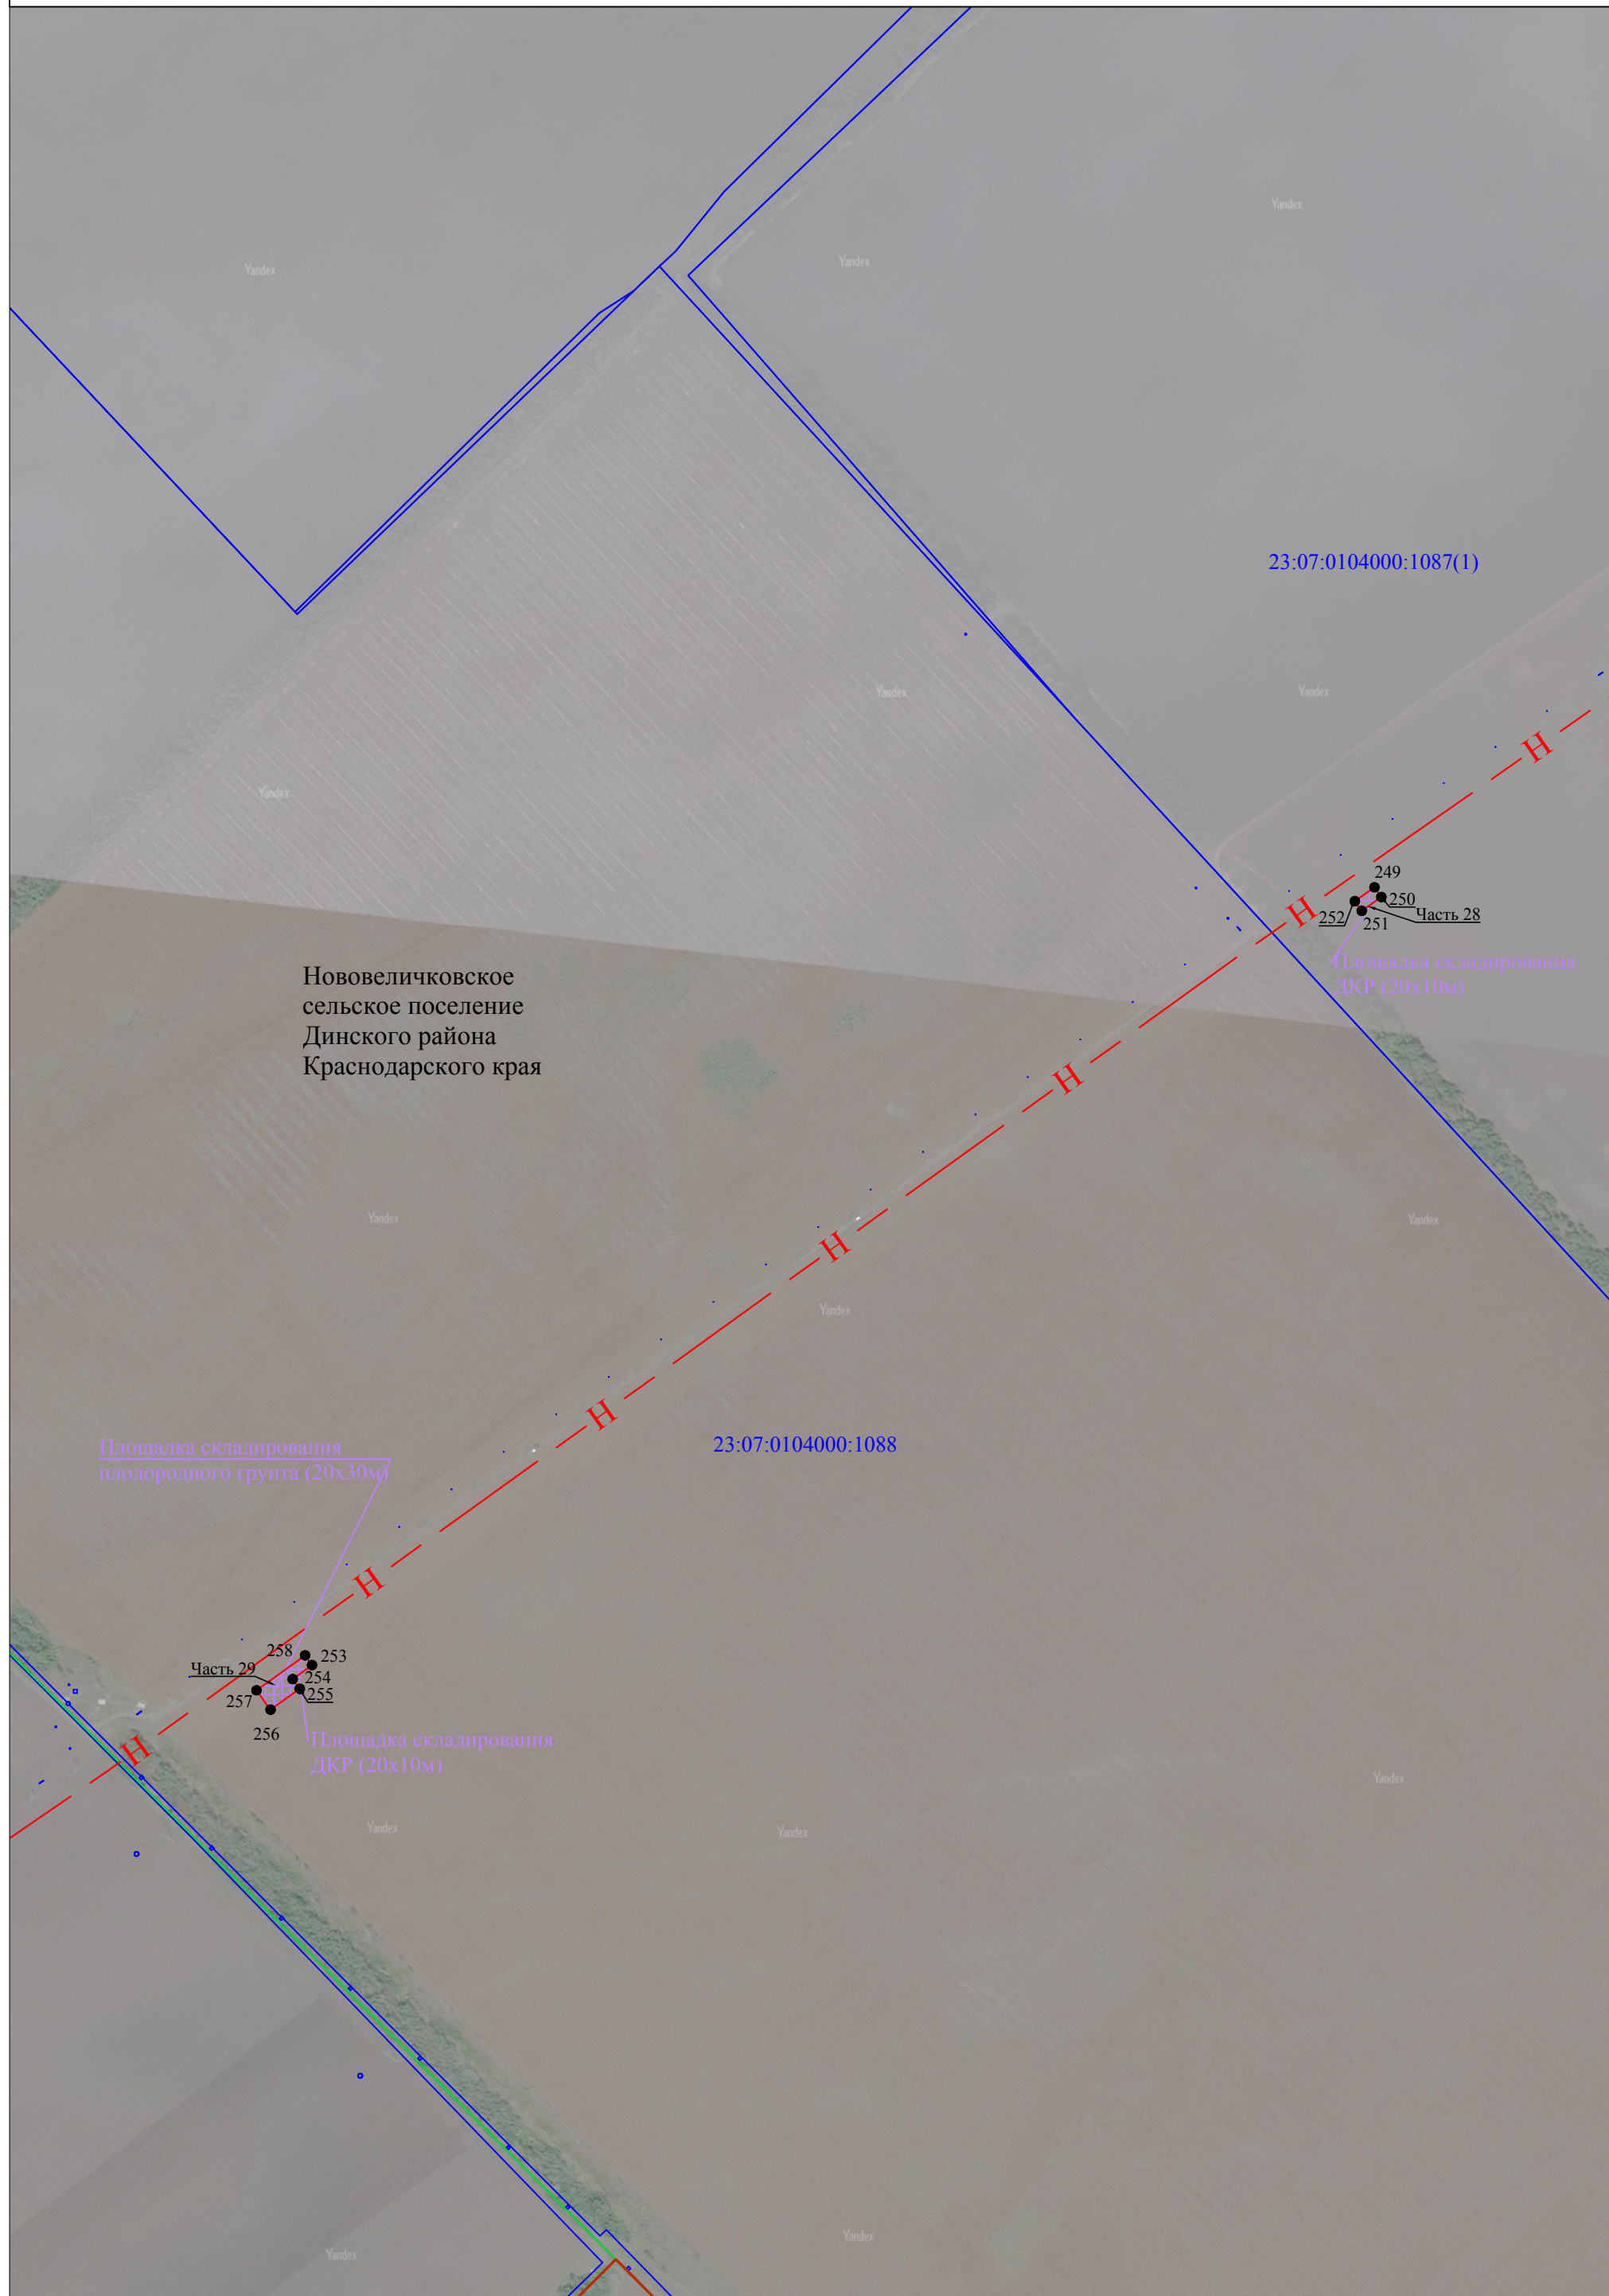 Yandex
Yandex
Yandex
23:07:0104000:1087(1)
Yandex
Yandex
Yandex
Н
249
250
252
251
Часть 28
Н
Площадка складирования
ДКР (20х10м)
Нововеличковское
сельское поселение
Динского района
Краснодарского края
Н
Yandex
Yandex
Н
Yandex
Н
23:07:0104000:1088
Площадка складирования
плодородного грунта (20х30м)
Н
258
253
Часть 29
254
257
255
256
Н
Площадка складирования
ДКР (20х10м)
Yandex
Yandex
Yandex
Yandex
Yandex